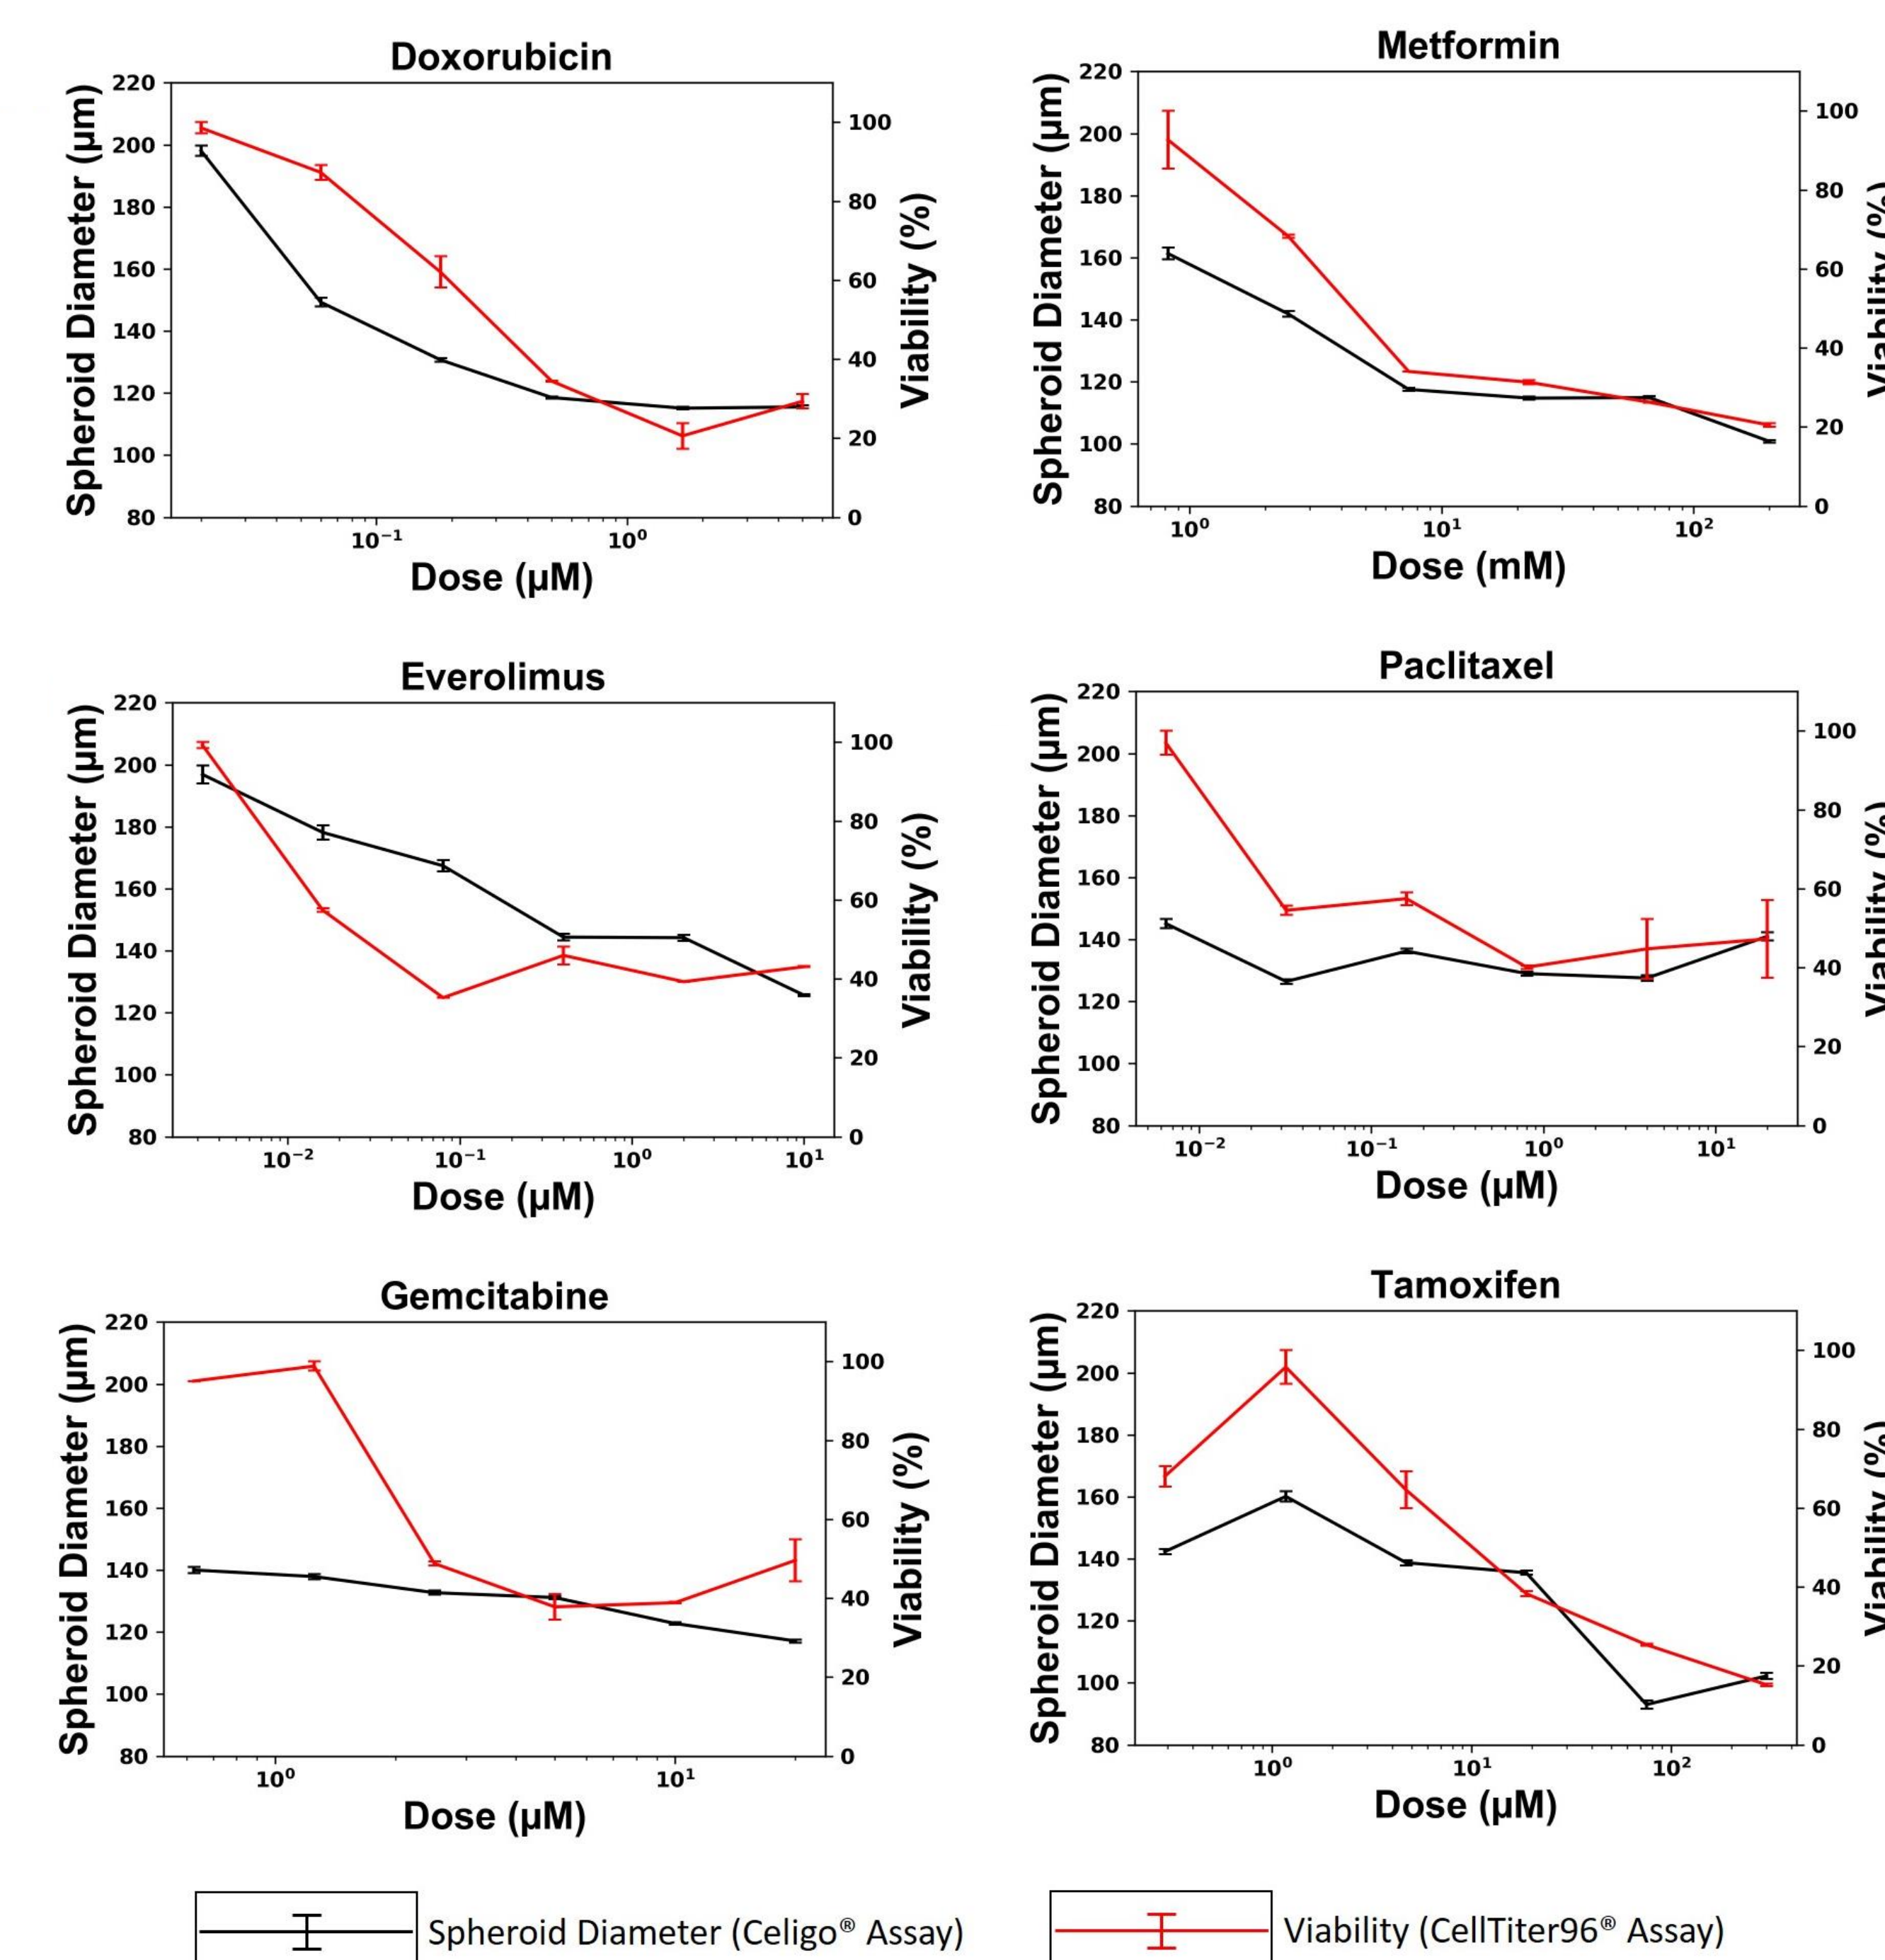 Doxorubicin
220
200
180
160
140
120
100
80
Spheroid Diameter (µm)
100
80
60
40
20
0
Viability (%)
10⁻¹ 10⁰
Dose (µM)
Metformin
220
200
180
160
140
120
100
80
Spheroid Diameter (µm)
100
80
60
40
20
0
Viability (%)
10⁰ 10¹ 10²
Dose (mM)
Everolimus
220
200
180
160
140
120
100
80
Spheroid Diameter (µm)
100
80
60
40
20
0
Viability (%)
10⁻² 10⁻¹ 10⁰ 10¹
Dose (µM)
Paclitaxel
220
200
180
160
140
120
100
80
Spheroid Diameter (µm)
100
80
60
40
20
0
Viability (%)
10⁻² 10⁻¹ 10⁰ 10¹
Dose (µM)
Gemcitabine
220
200
180
160
140
120
100
80
Spheroid Diameter (µm)
100
80
60
40
20
0
Viability (%)
10⁰ 10¹
Dose (µM)
Tamoxifen
220
200
180
160
140
120
100
80
Spheroid Diameter (µm)
100
80
60
40
20
0
Viability (%)
10⁰ 10¹ 10²
Dose (µM)
Spheroid Diameter (Celigo® Assay)
Viability (CellTiter96® Assay)